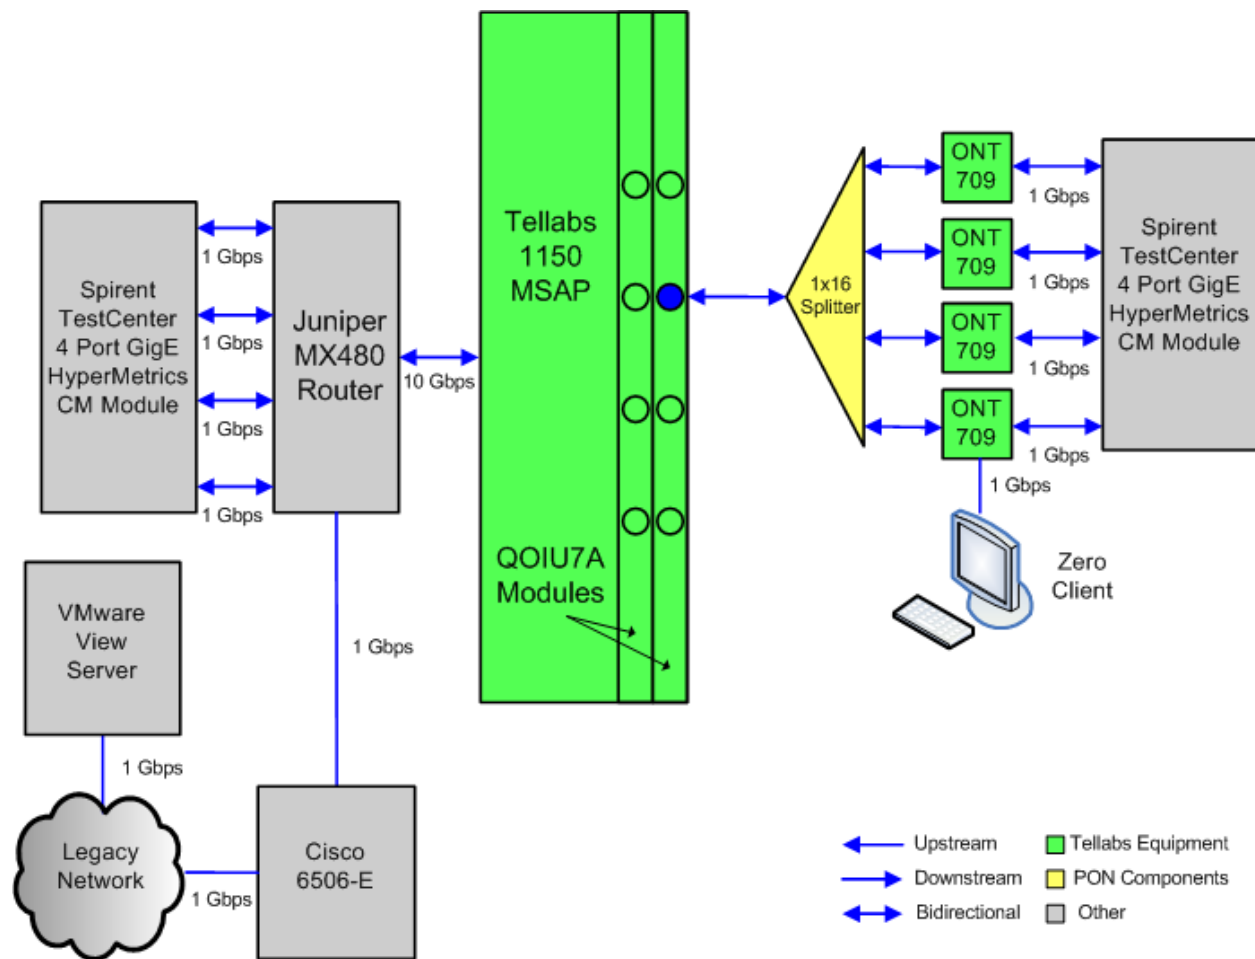 Spirent
TestCenter
4 Port GigE
HyperMetrics
CM Module
1 Gbps
1 Gbps
1 Gbps
1 Gbps
Juniper
MX480
Router
10 Gbps
Tellabs
1150
MSAP
QOIU7A
Modules
1x16
Splitter
ONT
709
ONT
709
ONT
709
ONT
709
1 Gbps
1 Gbps
1 Gbps
1 Gbps
Spirent
TestCenter
4 Port GigE
HyperMetrics
CM Module
1 Gbps
Zero
Client
VMware
View
Server
1 Gbps
1 Gbps
Legacy
Network
1 Gbps
Cisco
6506-E
Upstream
Downstream
Bidirectional
Tellabs Equipment
PON Components
Other